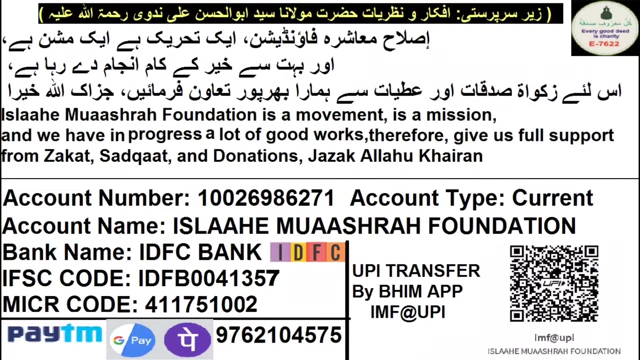 ( زیر سرپرستی: افکار و نظریات حضرت مولانا سید ابوالحسن علی ندوی رحمۃ اللہ علیہ )
كل معروف صدقة
Every good deed
is charity
E-7622
إصلاح معاشرہ فاؤنڈیشن، ایک تحریک ہے ایک مشن ہے،
اور بہت سے خیر کے کام انجام دے رہا ہے،
اس لئے زکواۃ صدقات اور عطیات سے ہمارا بھرپور تعاون فرمائیں، جزاک اللہ خیرا
Islaahe Muaashrah Foundation is a movement, is a mission,
and we have in progress a lot of good works,therefore, give us full support
from Zakat, Sadqaat, and Donations, Jazak Allahu Khairan
Account Number: 10026986271 Account Type: Current
Account Name: ISLAAHE MUAASHRAH FOUNDATION
Bank Name: IDFC BANK IDFC
IFSC CODE: IDFB0041357
MICR CODE: 411751002
UPI TRANSFER
By BHIM APP
IMF@UPI
UPI
Imf@upi
ISLAAHE MUAASHRAH FOUNDATION
paytm G Pay पे 9762104575